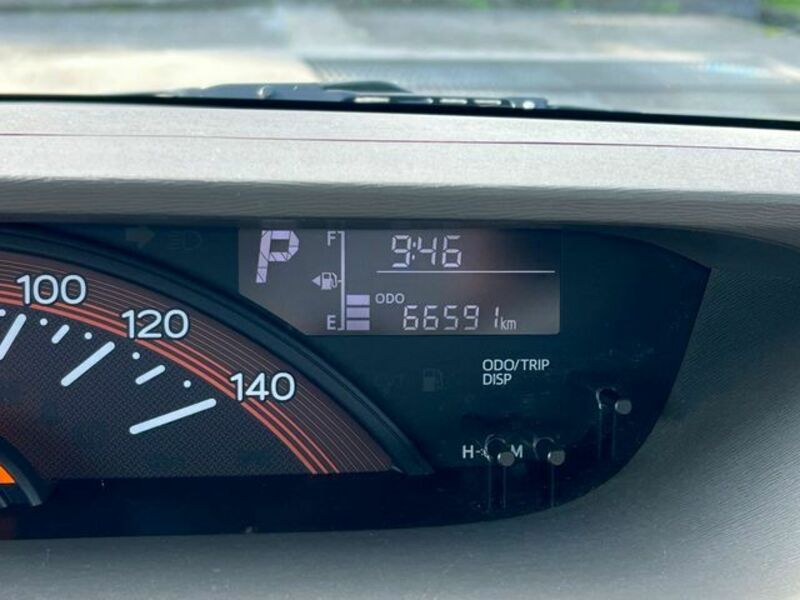 P
F
9:46
100
120
140
E
ODO
66591km
ODO/TRIP
DISP
H
M